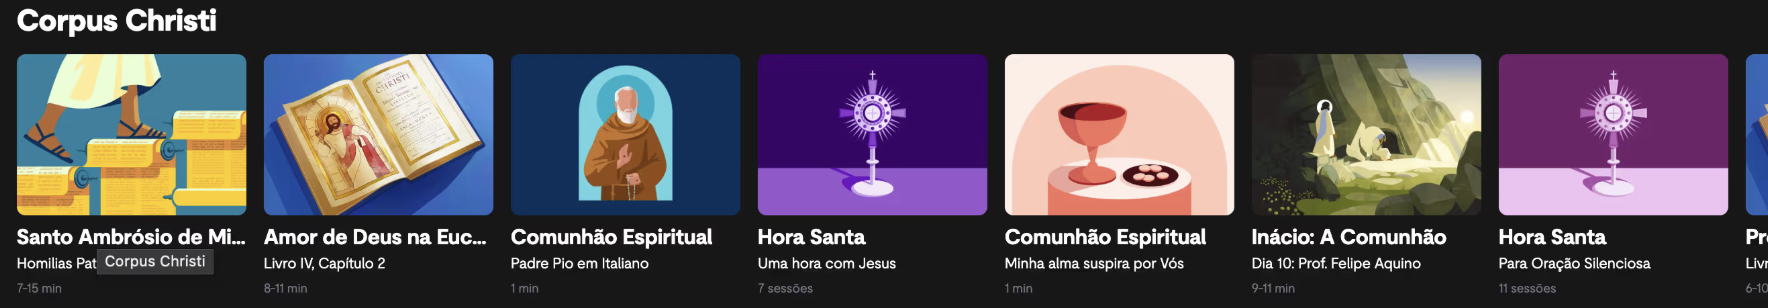 Corpus Christi
Santo Ambrósio de Mi...
Homilias Pat
Corpus Christi
7-15 min
CHRISTI
Amor de Deus na Euc...
Livro IV, Capítulo 2
8-11 min
Comunhão Espiritual
Padre Pio em Italiano
1 min
Hora Santa
Uma hora com Jesus
7 sessões
Comunhão Espiritual
Minha alma suspira por Vós
1 min
Inácio: A Comunhão
Dia 10: Prof. Felipe Aquino
9-11 min
Hora Santa
Para Oração Silenciosa
11 sessões
Pr
Livr
6-10